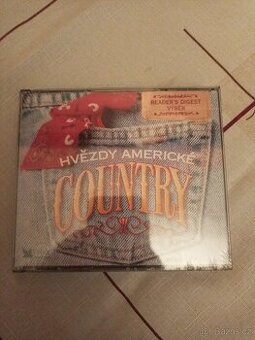 READER'S DIGEST
VÝBĚR
HVĚZDY AMERICKÉ
COUNTRY